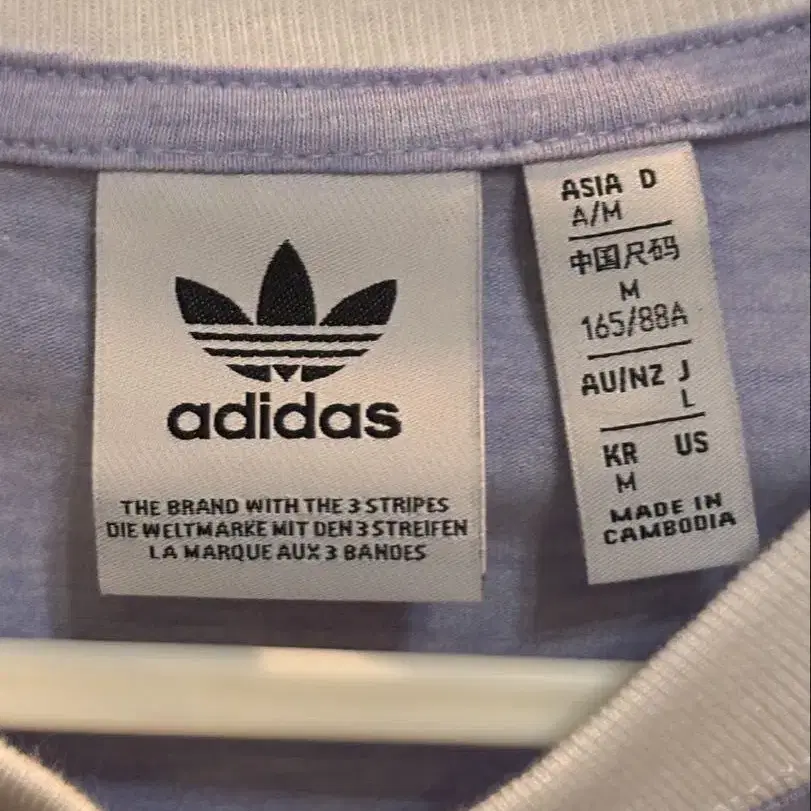 adidas
THE BRAND WITH THE 3 STRIPES
DIE WELTMARKE MIT DEN 3 STREIFEN
LA MARQUE AUX 3 BANDES
ASIA D
A/M
中国尺码
M
165/88A
AU/NZ J
L
KR US
M
MADE IN
CAMBODIA